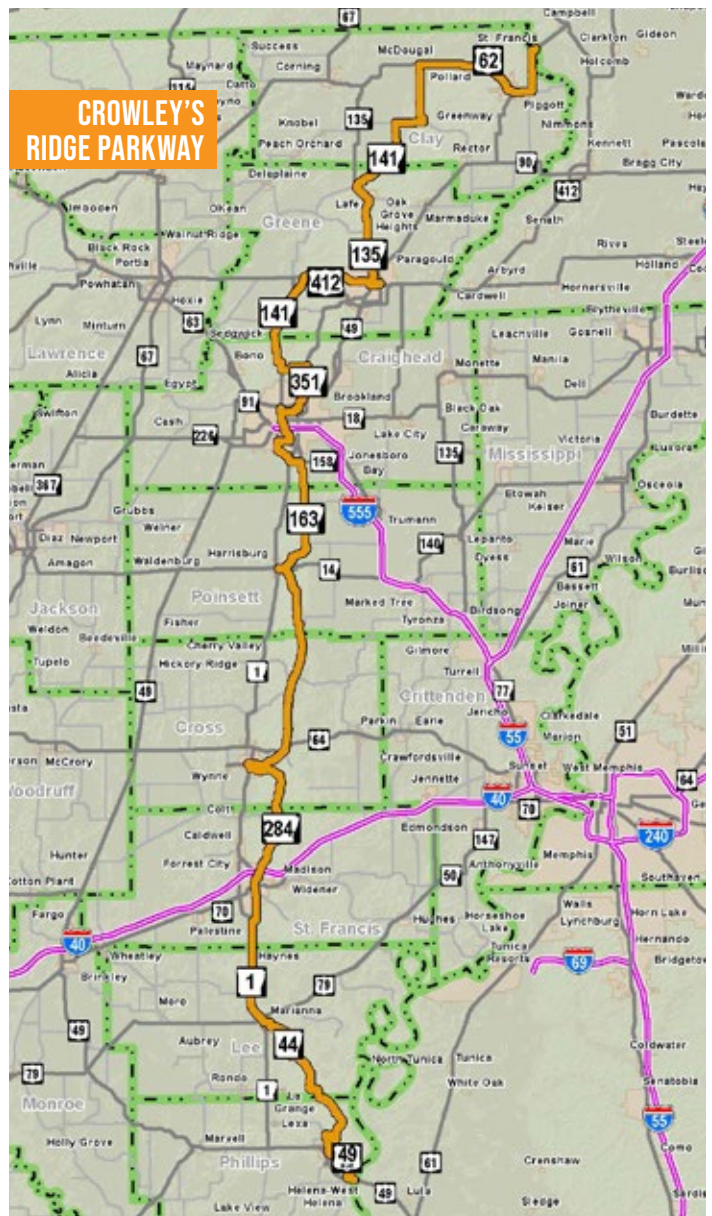 CROWLEY'S
RIDGE PARKWAY
67
Campbell
St. Francis
Clarkton
Gideon
Success
McDougal
Holcomb
Maynard
Corning
62
Datto
Pollard
Piggott
Knobel
135
Greenway
Nimmons
Clay
Peach Orchard
Rector
Kennett
141
90
Bragg City
Delaplaine
412
Lafe
Oak
Grove
Heights
Imboden
OKean
Greene
Marmaduke
Senath
Walnut Ridge
Black Rock
Portia
135
Paragould
Rives
Holland
Arbyrd
Powhatan
412
Hornersville
Hoxie
Cardwell
Blytheville
141
Lynn
Minturn
63
49
Leachville
Gosnell
Sedgwick
Lawrence
67
Bono
Craighead
Monette
Manila
Alicia
Egypt
351
Dell
91
Brookland
Swifton
Black Oak
Burdette
Cash
18
Caraway
Victoria
226
Lake City
135
Mississippi
Luxora
158
Jonesboro
Bay
367
Osceola
Etowah
Grubbs
555
Keiser
163
Trumann
Weiner
Diaz
Newport
140
Lepanto
Marie
Harrisburg
Dyess
Wilson
Amagon
Waldenburg
14
61
Bassett
Poinsett
Marked Tree
Joiner
Jackson
Birdsong
Weldon
Fisher
Tyronza
Beedeville
Cherry Valley
Gilmore
Tupelo
Hickory Ridge
1
Turrell
49
Crittenden
77
Jericho
Cross
Clarkedale
Parkin
Earle
Marion
51
64
55
McCrory
Crawfordsville
Sunset
West Memphis
Wynne
Jennette
64
Woodruff
40
Colt
70
284
Edmondson
Caldwell
147
240
Hunter
Anthonyville
Memphis
Forrest City
Madison
Cotton Plant
50
Southaven
Widener
Walls
Fargo
70
Hughes
Horseshoe
Lake
Horn Lake
St. Francis
Lynchburg
Palestine
40
Hernando
Wheatley
Haynes
Tunica
Resorts
69
Brinkley
1
79
Moro
Marianna
49
44
Coldwater
Aubrey
Lee
North Tunica
Tunica
79
Rondo
White Oak
Senatobia
1
La
Grange
Monroe
Lexa
55
Marvell
Como
Holly Grove
49
Phillips
61
Crenshaw
Helena-West
Helena
49
Lula
Lake View
Sledge